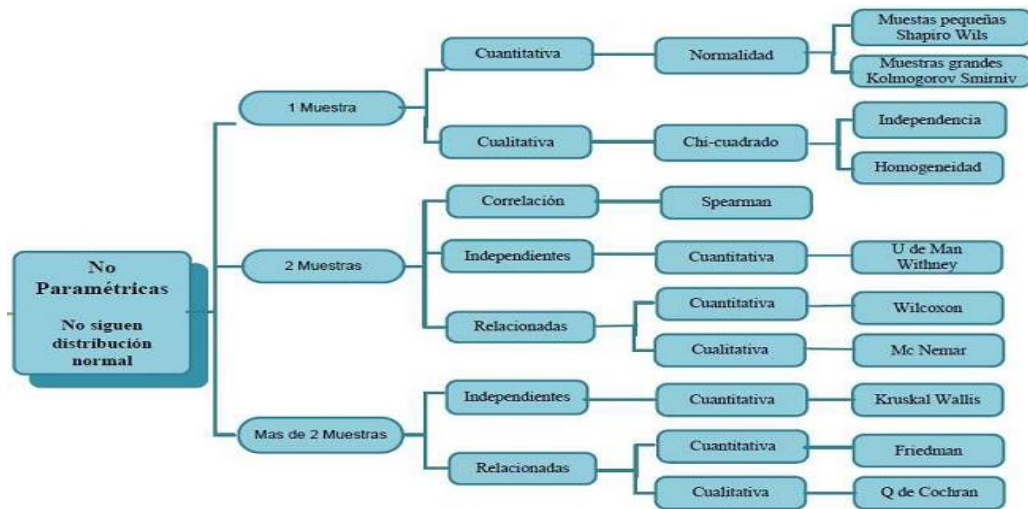 No
Paramétricas
No siguen
distribución
normal
1 Muestra
Cuantitativa
Normalidad
Muestas pequeñas
Shapiro Wils
Muestras grandes
Kolmogorov Smirniv
Cualitativa
Chi-cuadrado
Independencia
Homogeneidad
2 Muestras
Correlación
Spearman
Independientes
Cuantitativa
U de Man
Withney
Relacionadas
Cuantitativa
Wilcoxon
Cualitativa
Mc Nemar
Mas de 2 Muestras
Independientes
Cuantitativa
Kruskal Wallis
Relacionadas
Cuantitativa
Friedman
Cualitativa
Q de Cochran